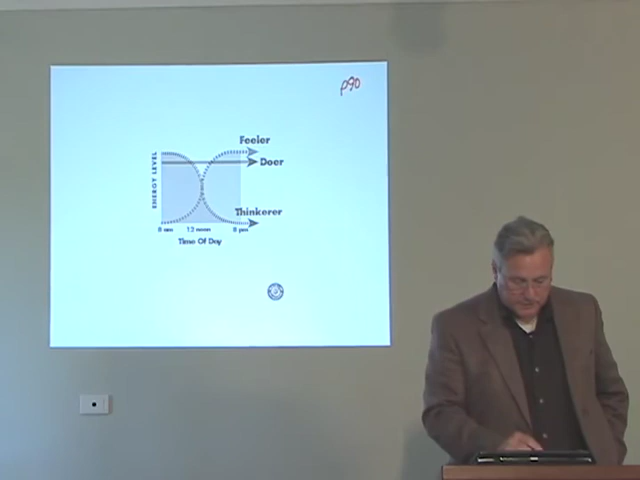 p90
Feeler
Doer
ENERGY LEVEL
Thinkerer
8 am 12 noon 8 pm
Time Of Day